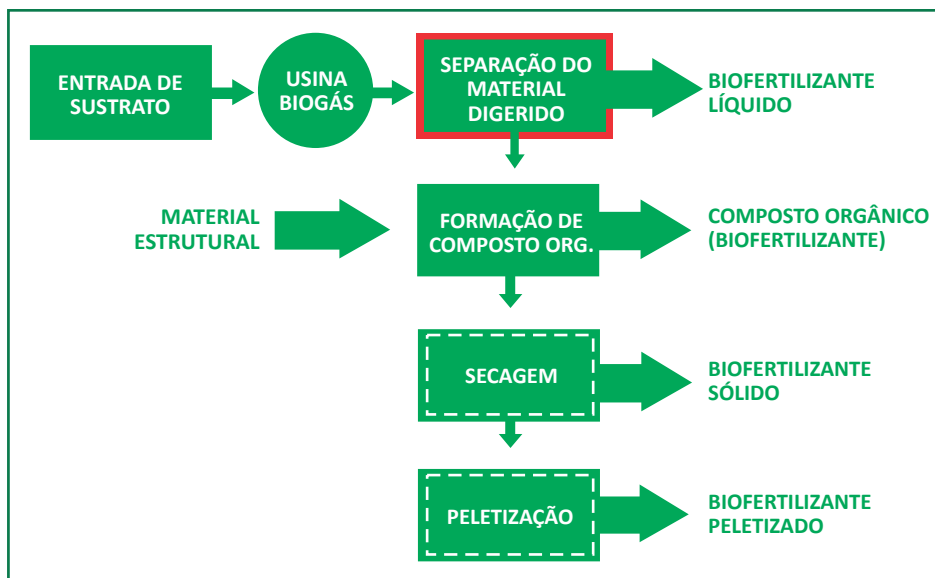 ENTRADA DE
SUSTRATO
USINA
BIOGÁS
SEPARAÇÃO DO
MATERIAL
DIGERIDO
BIOFERTILIZANTE
LÍQUIDO
MATERIAL
ESTRUTURAL
FORMAÇÃO DE
COMPOSTO ORG.
COMPOSTO ORGÂNICO
(BIOFERTILIZANTE)
SECAGEM
BIOFERTILIZANTE
SÓLIDO
PELETIZAÇÃO
BIOFERTILIZANTE
PELETIZADO